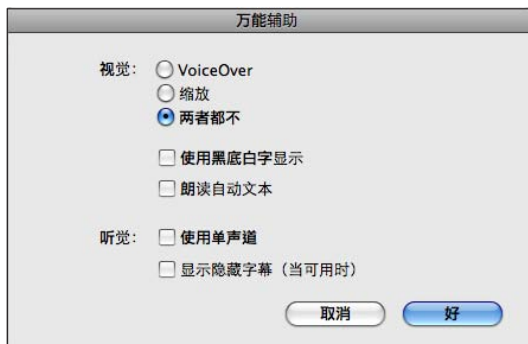 万能辅助
视觉： VoiceOver
缩放
两者都不
使用黑底白字显示
朗读自动文本
听觉： 使用单声道
显示隐藏字幕（当可用时）
取消 好